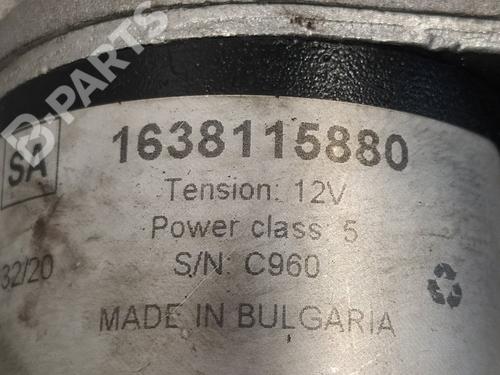 B-PARTS
SA
1638115880
Tension: 12V
Power class: 5
32/20
S/N: C960
MADE IN BULGARIA